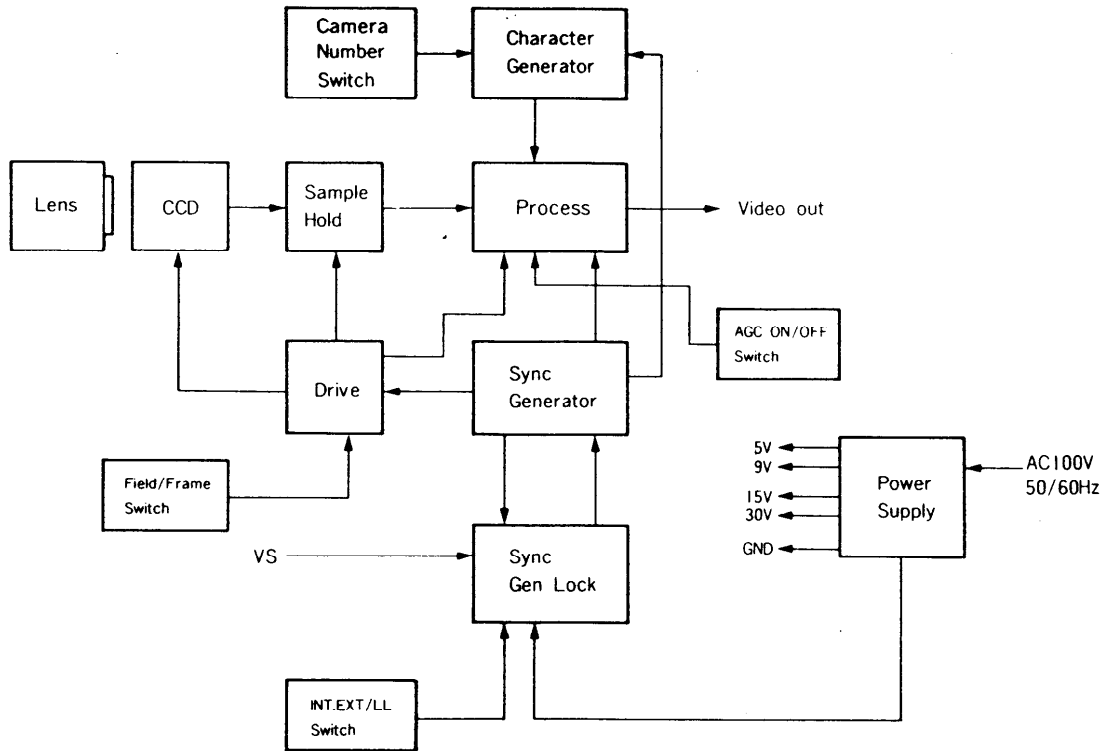 Camera
Number
Switch
Character
Generator
Lens
CCD
Sample
Hold
Process
Video out
AGC ON/OFF
Switch
Drive
Sync
Generator
Field/Frame
Switch
5V
9V
15V
30V
GND
Power
Supply
AC100V
50/60Hz
VS
Sync
Gen Lock
INT.EXT/LL
Switch